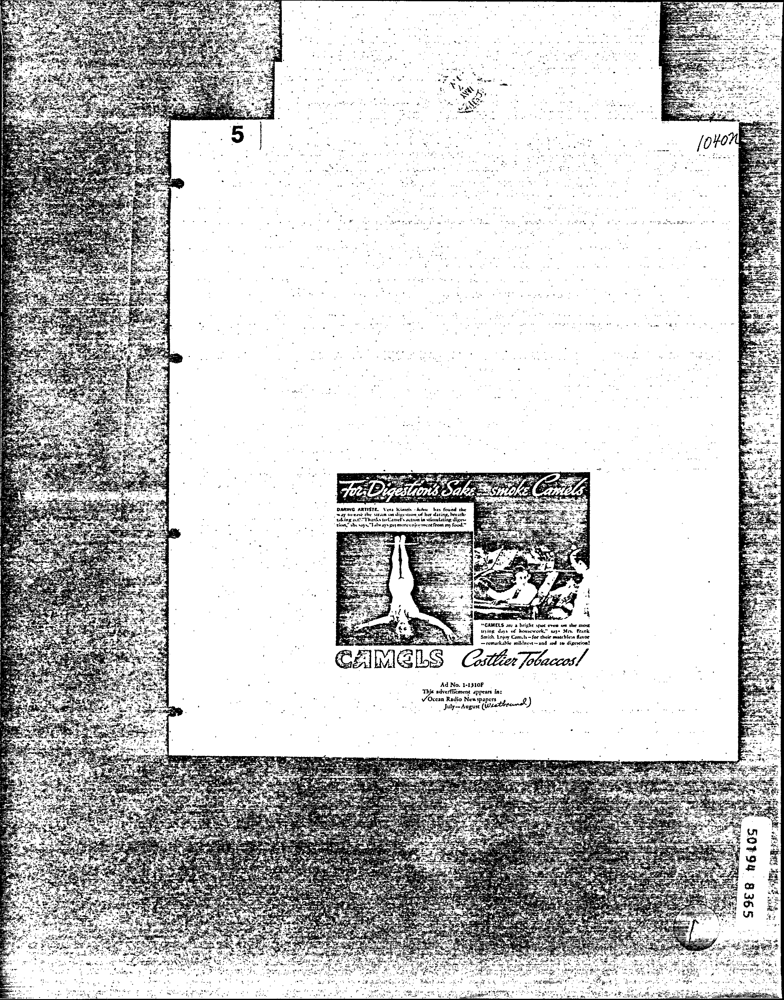 5
1040N
For Digestion's Sake - smoke Camels
DARING ARTISTE. Vera Kimris has found the
way to ease the strain on digestion of her daring, breath-
taking act! "Thanks to Camel's action in stimulating diges-
tion," she says, "I always get more enjoyment from my food."
"CAMELS are a bright spot even on the most
trying days of housework," says Mrs. Frank
Smith. Enjoy Camels—for their matchless flavor
—remarkable mildness—and aid to digestion!
CAMELS Costlier Tobaccos!
Ad No. 1-1310F
This advertisement appears in:
✓Ocean Radio Newspapers
July—August (Westbound)
50194 8365